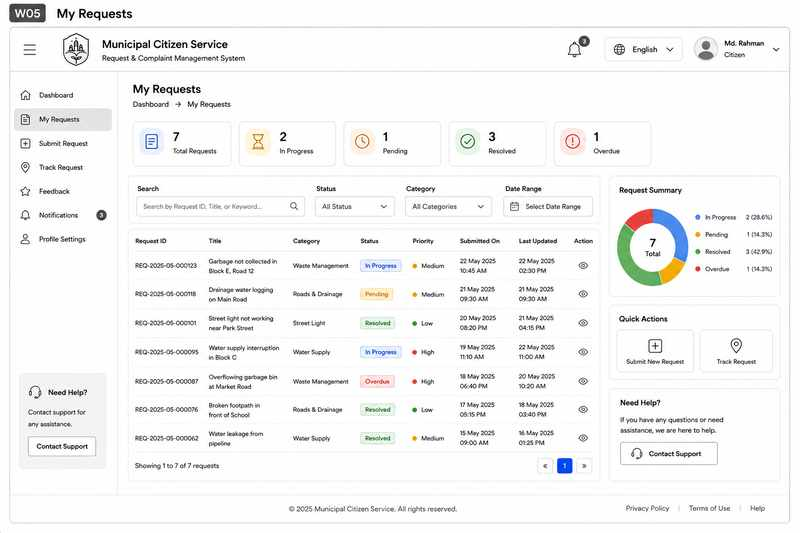 W05 My Requests
Municipal Citizen Service
Request & Complaint Management System
3
English
Md. Rahman
Citizen
Dashboard
My Requests
Submit Request
Track Request
Feedback
Notifications 3
Profile Settings
Need Help?
Contact support for
any assistance.
Contact Support
My Requests
Dashboard → My Requests
7
Total Requests
2
In Progress
1
Pending
3
Resolved
1
Overdue
Search
Search by Request ID, Title, or Keyword...
Status
All Status
Category
All Categories
Date Range
Select Date Range
Request ID Title Category Status Priority Submitted On Last Updated Action
REQ-2025-05-000123 Garbage not collected in Block E, Road 12 Waste Management In Progress Medium 22 May 2025 10:45 AM 22 May 2025 02:30 PM
REQ-2025-05-000118 Drainage water logging on Main Road Roads & Drainage Pending Medium 21 May 2025 09:30 AM 21 May 2025 09:30 AM
REQ-2025-05-000101 Street light not working near Park Street Street Light Resolved Low 20 May 2025 08:20 PM 21 May 2025 04:15 PM
REQ-2025-05-000095 Water supply interruption in Block C Water Supply In Progress High 19 May 2025 11:10 AM 22 May 2025 11:00 AM
REQ-2025-05-000087 Overflowing garbage bin at Market Road Waste Management Overdue High 18 May 2025 06:40 PM 20 May 2025 10:20 AM
REQ-2025-05-000076 Broken footpath in front of School Roads & Drainage Resolved Low 17 May 2025 05:15 PM 18 May 2025 03:40 PM
REQ-2025-05-000062 Water leakage from pipeline Water Supply Resolved Medium 15 May 2025 09:00 AM 16 May 2025 01:25 PM
Showing 1 to 7 of 7 requests
« 1 »
Request Summary
7
Total
In Progress 2 (28.6%)
Pending 1 (14.3%)
Resolved 3 (42.9%)
Overdue 1 (14.3%)
Quick Actions
Submit New Request
Track Request
Need Help?
If you have any questions or need
assistance, we are here to help.
Contact Support
© 2025 Municipal Citizen Service. All rights reserved.
Privacy Policy | Terms of Use | Help